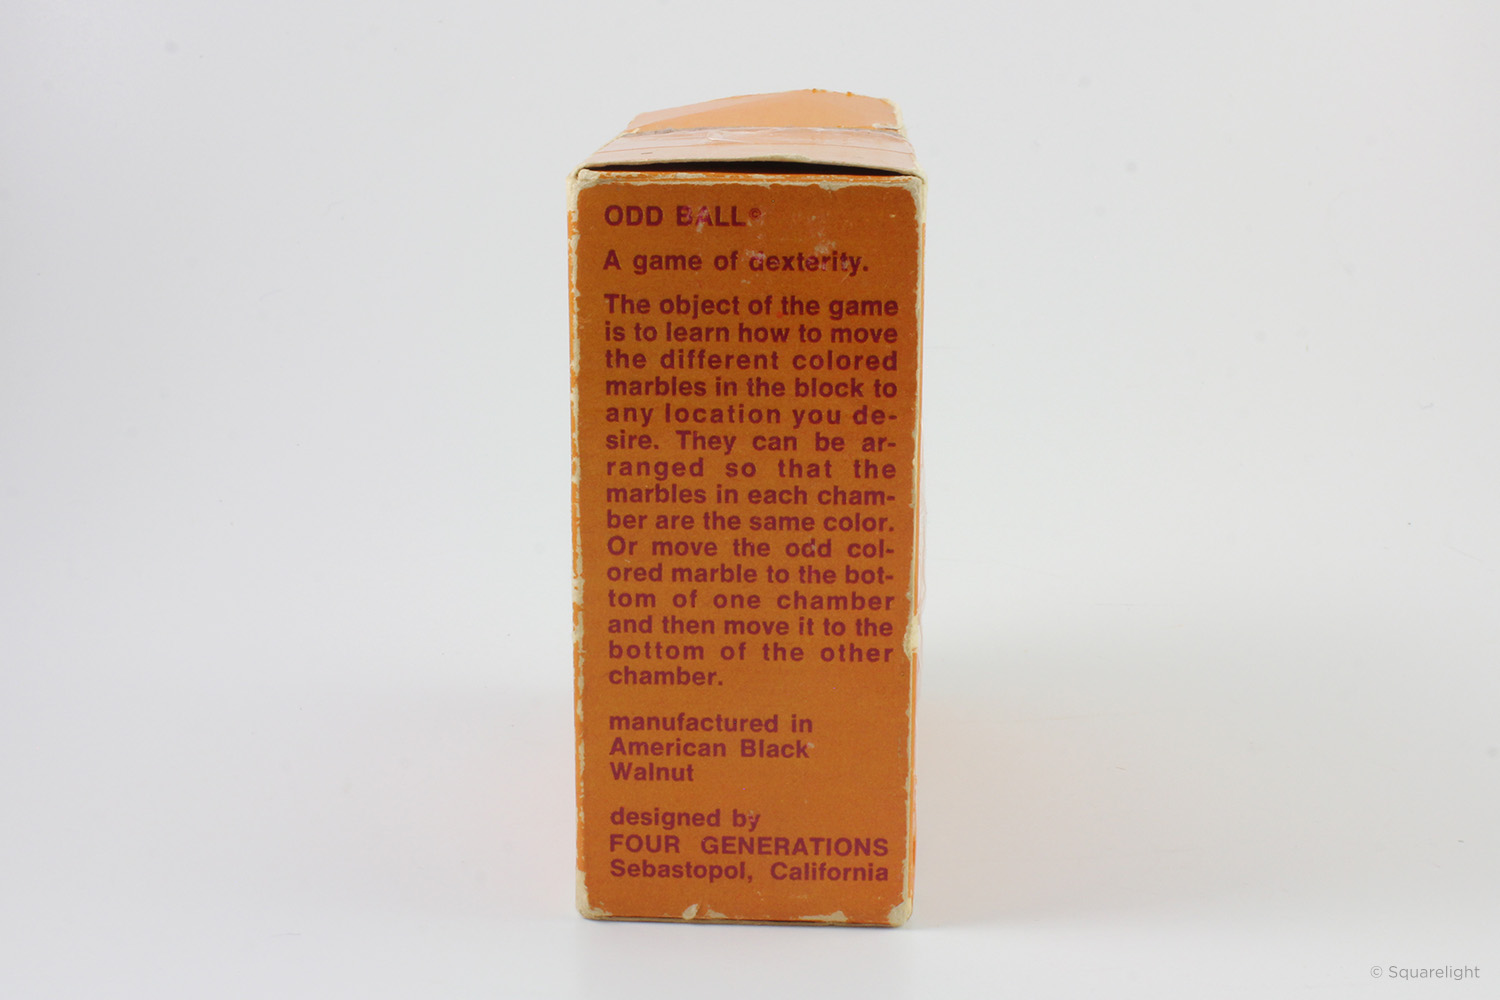 ODD BALL©
A game of dexterity.
The object of the game
is to learn how to move
the different colored
marbles in the block to
any location you de-
sire. They can be ar-
ranged so that the
marbles in each cham-
ber are the same color.
Or move the odd col-
ored marble to the bot-
tom of one chamber
and then move it to the
bottom of the other
chamber.
manufactured in
American Black
Walnut
designed by
FOUR GENERATIONS
Sebastopol, California
© Squarelight